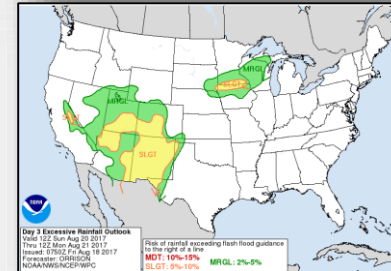 MRGL
SLGT
MRGL
SLGT
SLGT
NOAA
Day 3 Excessive Rainfall Outlook
Valid 12Z Sun Aug 20 2017
Thru 12Z Mon Aug 21 2017
Issued: 0750Z Fri Aug 18 2017
Forecaster: ORRISON
NOAA/NWS/NCEP/WPC
Risk of rainfall exceeding flash flood guidance
to the right of a line
MDT: 10%-15%
SLGT: 5%-10% MRGL: 2%-5%